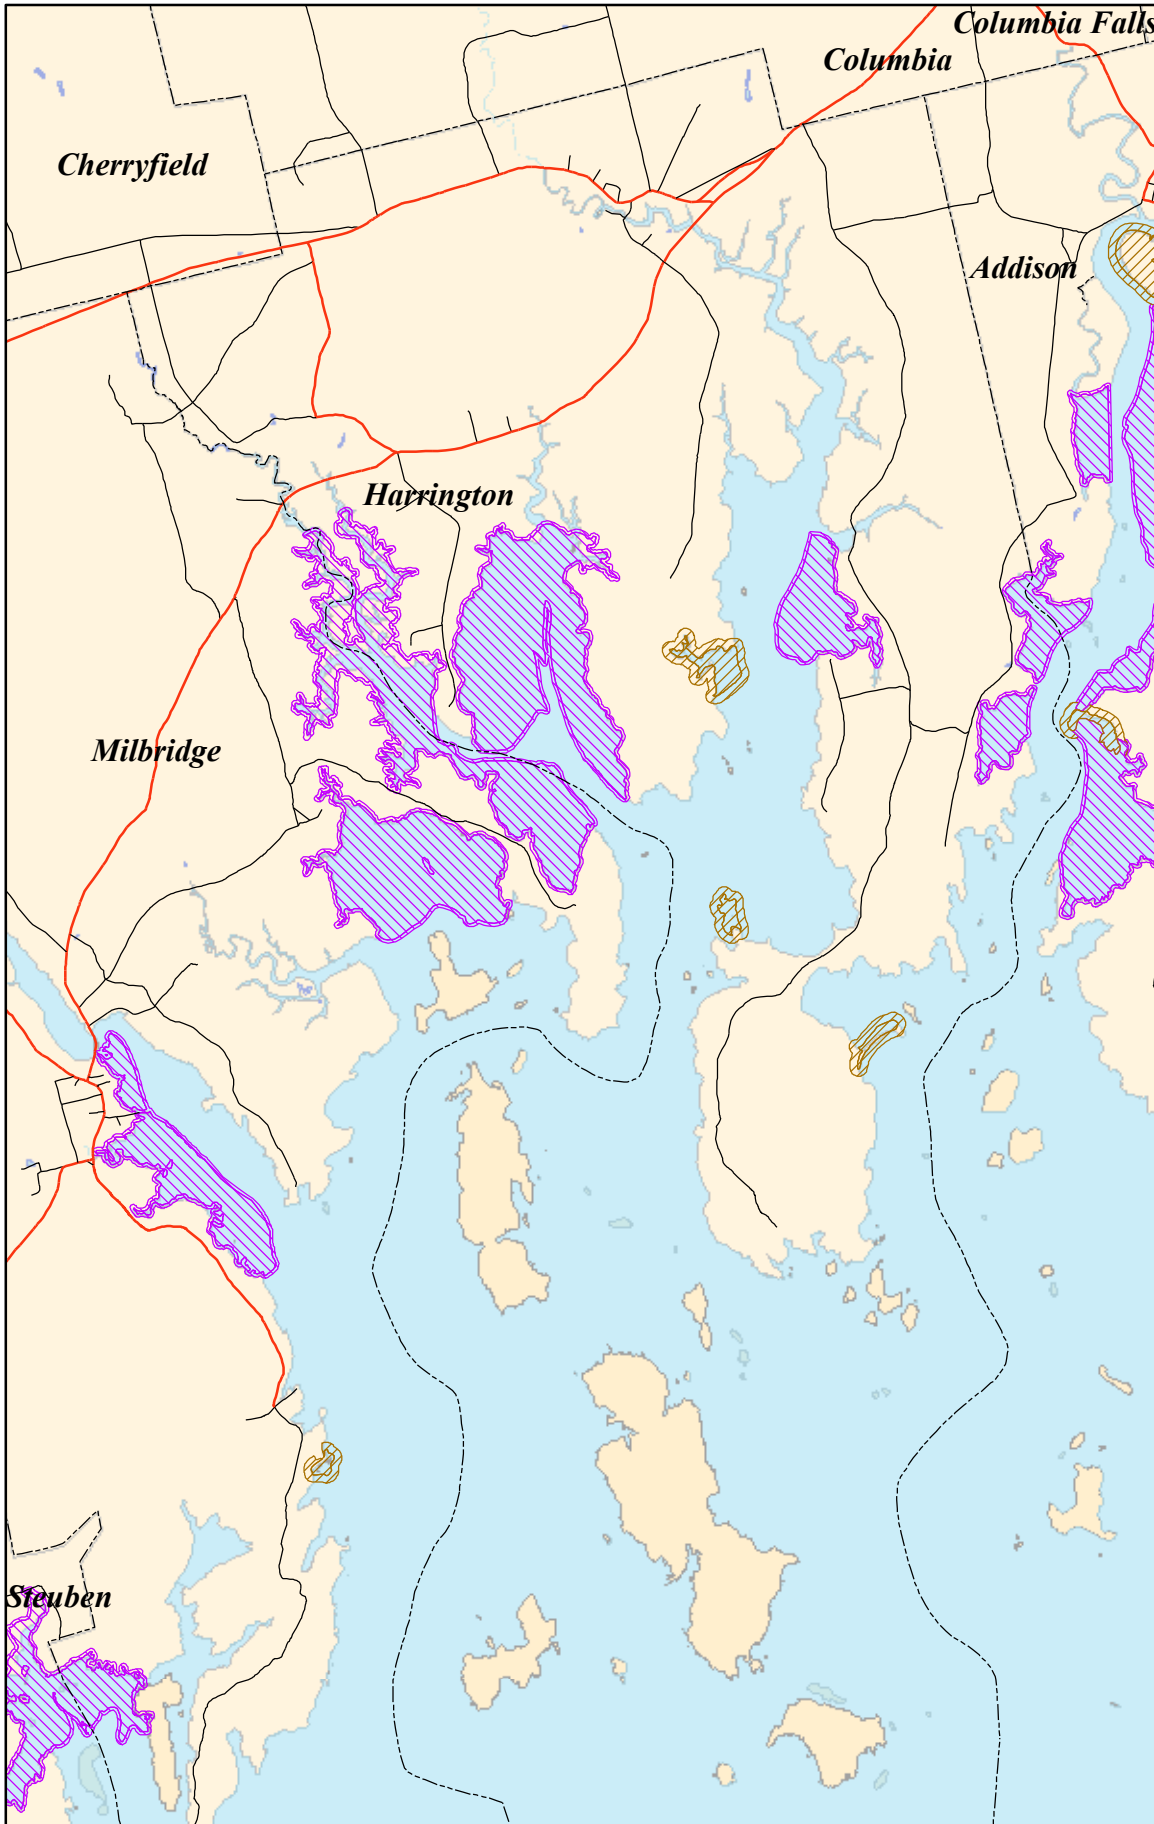 Columbia Falls
Columbia
Cherryfield
Addison
Harrington
Milbridge
Steuben